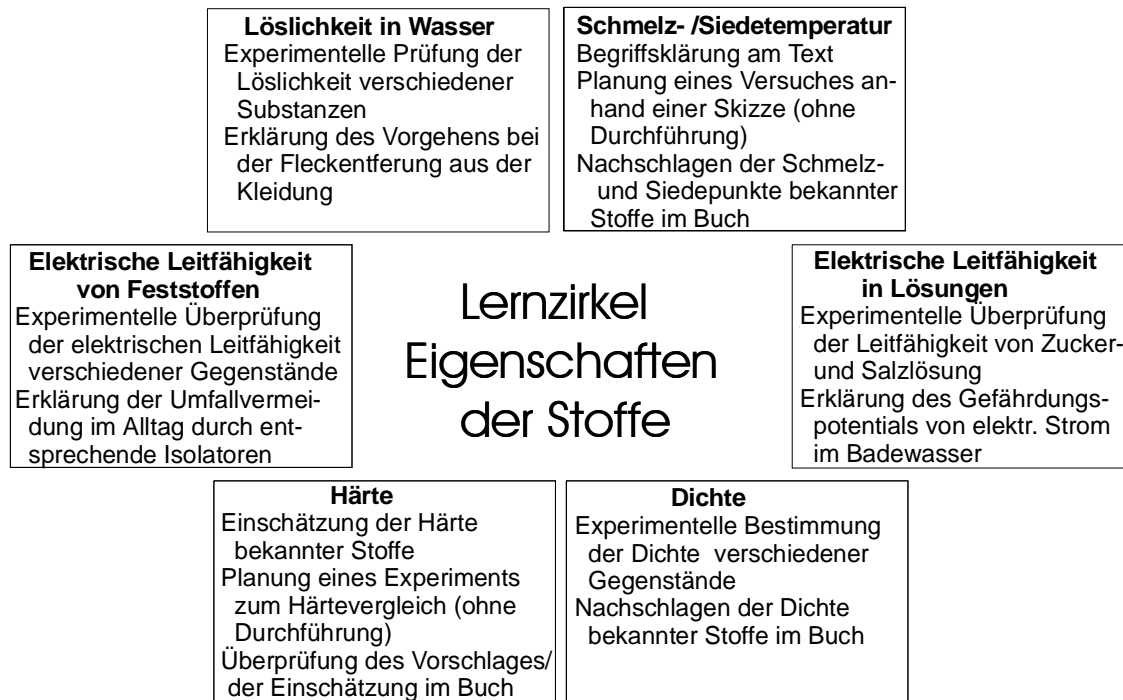 Löslichkeit in Wasser
Experimentelle Prüfung der
Löslichkeit verschiedener
Substanzen
Erklärung des Vorgehens bei
der Fleckentferung aus der
Kleidung
Schmelz- /Siedetemperatur
Begriffsklärung am Text
Planung eines Versuches an-
hand einer Skizze (ohne
Durchführung)
Nachschlagen der Schmelz-
und Siedepunkte bekannter
Stoffe im Buch
Elektrische Leitfähigkeit
von Feststoffen
Experimentelle Überprüfung
der elektrischen Leitfähigkeit
verschiedener Gegenstände
Erklärung der Umfallvermei-
dung im Alltag durch ent-
sprechende Isolatoren
Lernzirkel
Eigenschaften
der Stoffe
Elektrische Leitfähigkeit
in Lösungen
Experimentelle Überprüfung
der Leitfähigkeit von Zucker-
und Salzlösung
Erklärung des Gefährdungs-
potentials von elektr. Strom
im Badewasser
Härte
Einschätzung der Härte
bekannter Stoffe
Planung eines Experiments
zum Härtevergleich (ohne
Durchführung)
Überprüfung des Vorschlages/
der Einschätzung im Buch
Dichte
Experimentelle Bestimmung
der Dichte verschiedener
Gegenstände
Nachschlagen der Dichte
bekannter Stoffe im Buch